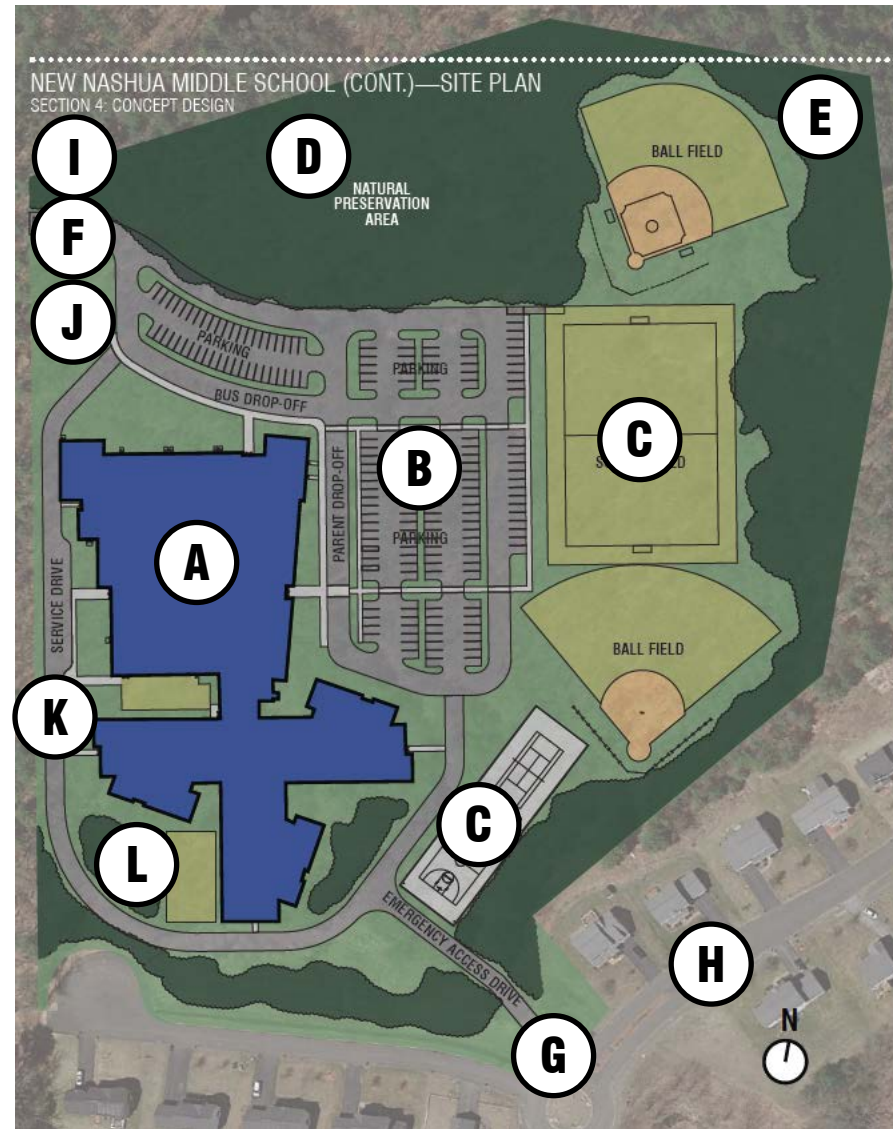 NEW NASHUA MIDDLE SCHOOL (CONT.)—SITE PLAN
SECTION 4: CONCEPT DESIGN
I
D
E
BALL FIELD
NATURAL
PRESERVATION
AREA
F
J
PARKING
PARKING
BUS DROP-OFF
C
B
PARENT DROP-OFF
PARKING
A
SERVICE DRIVE
BALL FIELD
K
C
L
EMERGENCY ACCESS DRIVE
H
N
G